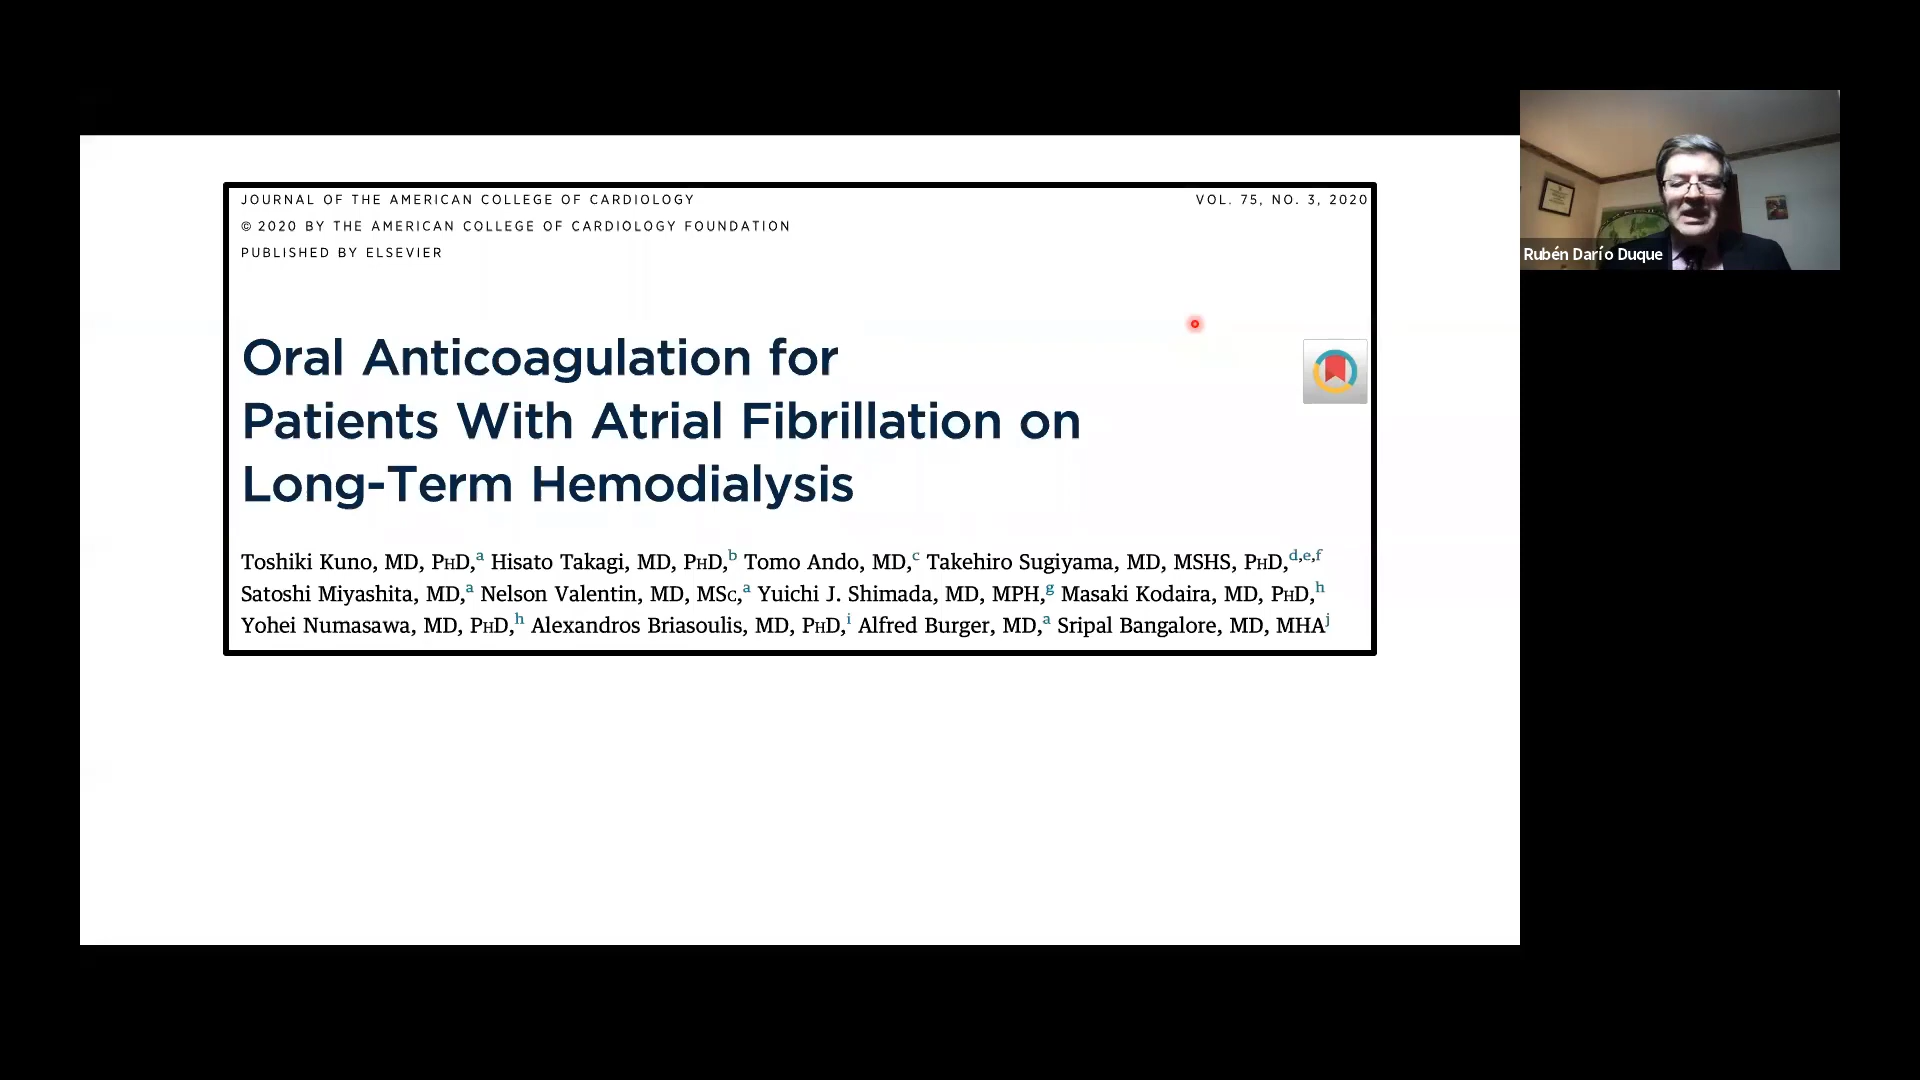 JOURNAL OF THE AMERICAN COLLEGE OF CARDIOLOGY VOL. 75, NO. 3, 2020
© 2020 BY THE AMERICAN COLLEGE OF CARDIOLOGY FOUNDATION
PUBLISHED BY ELSEVIER
Oral Anticoagulation for
Patients With Atrial Fibrillation on
Long-Term Hemodialysis
Toshiki Kuno, MD, PhD,a Hisato Takagi, MD, PhD,b Tomo Ando, MD,c Takehiro Sugiyama, MD, MSHS, PhD,d,e,f
Satoshi Miyashita, MD,a Nelson Valentin, MD, MSc,a Yuichi J. Shimada, MD, MPH,g Masaki Kodaira, MD, PhD,h
Yohei Numasawa, MD, PhD,h Alexandros Briasoulis, MD, PhD,i Alfred Burger, MD,a Sripal Bangalore, MD, MHAj
Rubén Darío Duque